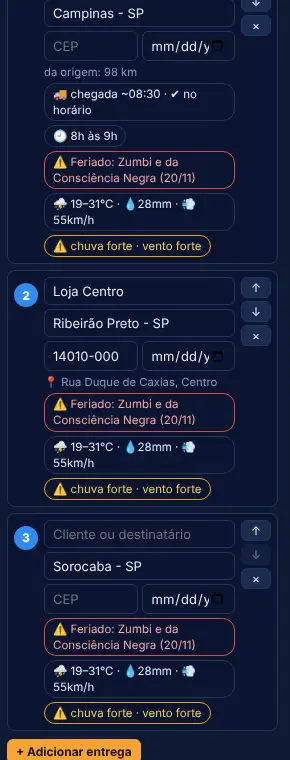 Campinas - SP
↓
×
CEP
mm/dd/y
da origem: 98 km
🚚 chegada ~08:30 · ✔ no
horário
🕘 8h às 9h
⚠️ Feriado: Zumbi e da
Consciência Negra (20/11)
⛈️ 19–31°C · 💧28mm · 💨
55km/h
⚠️ chuva forte · vento forte
2
Loja Centro
↑
Ribeirão Preto - SP
↓
×
14010-000
mm/dd/y
📍 Rua Duque de Caxias, Centro
⚠️ Feriado: Zumbi e da
Consciência Negra (20/11)
⛈️ 19–31°C · 💧28mm · 💨
55km/h
⚠️ chuva forte · vento forte
3
Cliente ou destinatário
↑
Sorocaba - SP
↓
×
CEP
mm/dd/y
⚠️ Feriado: Zumbi e da
Consciência Negra (20/11)
⛈️ 19–31°C · 💧28mm · 💨
55km/h
⚠️ chuva forte · vento forte
+ Adicionar entrega